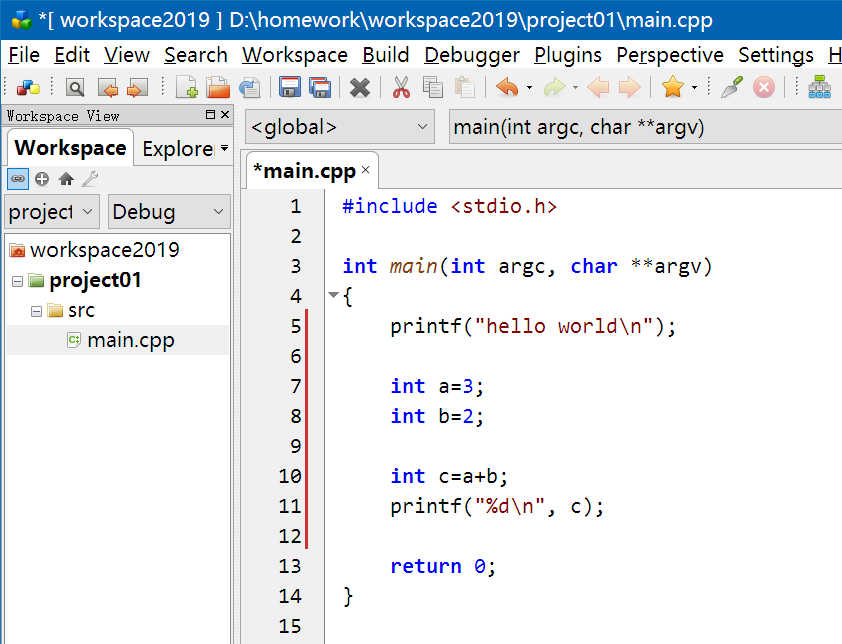 *[ workspace2019 ] D:\homework\workspace2019\project01\main.cpp
File Edit View Search Workspace Build Debugger Plugins Perspective Settings H
Workspace View
Workspace Explorer
project Debug
workspace2019
project01
src
main.cpp
<global> main(int argc, char **argv)
*main.cpp
1 #include <stdio.h>
2
3 int main(int argc, char **argv)
4 {
5 printf("hello world\n");
6
7 int a=3;
8 int b=2;
9
10 int c=a+b;
11 printf("%d\n", c);
12
13 return 0;
14 }
15